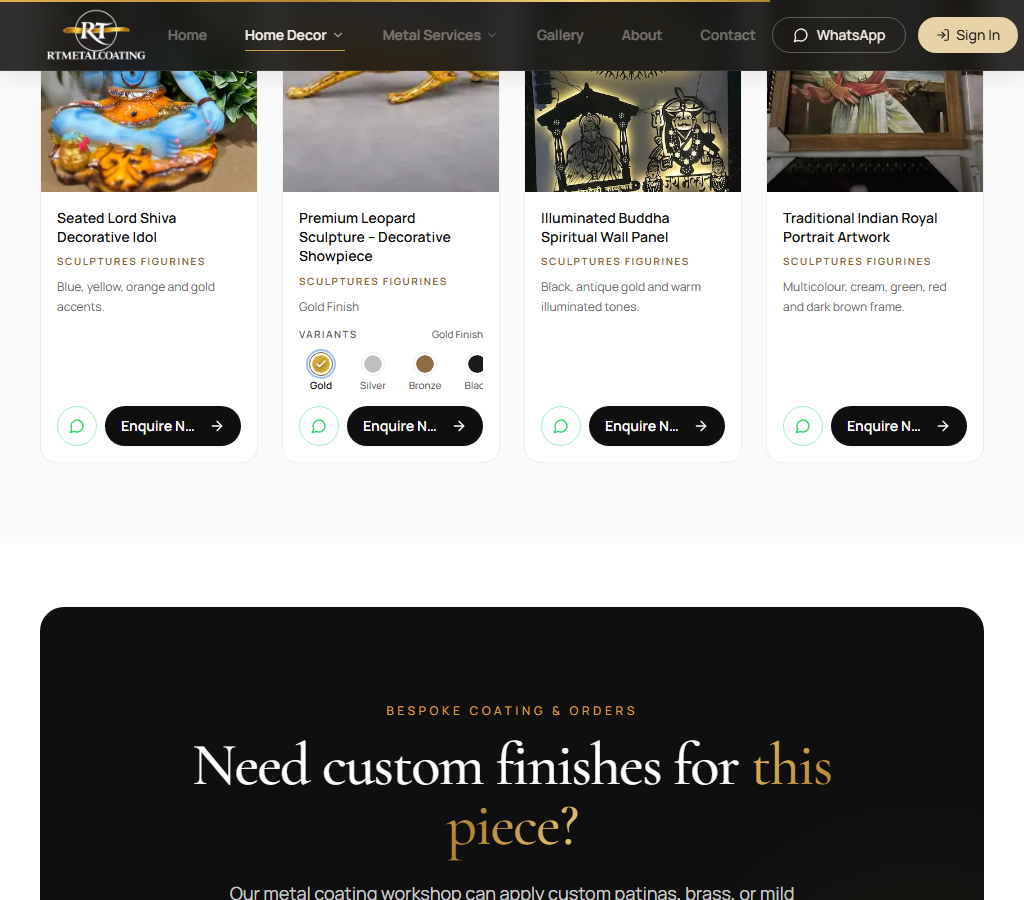 RT
RTMETALCOATING
Home
Home Decor
Metal Services
Gallery
About
Contact
WhatsApp
Sign In
Seated Lord Shiva
Decorative Idol
SCULPTURES FIGURINES
Blue, yellow, orange and gold
accents.
Enquire N...
Premium Leopard
Sculpture – Decorative
Showpiece
SCULPTURES FIGURINES
Gold Finish
VARIANTS
Gold Finish
Gold
Silver
Bronze
Blac
Enquire N...
Illuminated Buddha
Spiritual Wall Panel
SCULPTURES FIGURINES
Black, antique gold and warm
illuminated tones.
Enquire N...
Traditional Indian Royal
Portrait Artwork
SCULPTURES FIGURINES
Multicolour, cream, green, red
and dark brown frame.
Enquire N...
BESPOKE COATING & ORDERS
Need custom finishes for this
piece?
Our metal coating workshop can apply custom patinas, brass, or mild